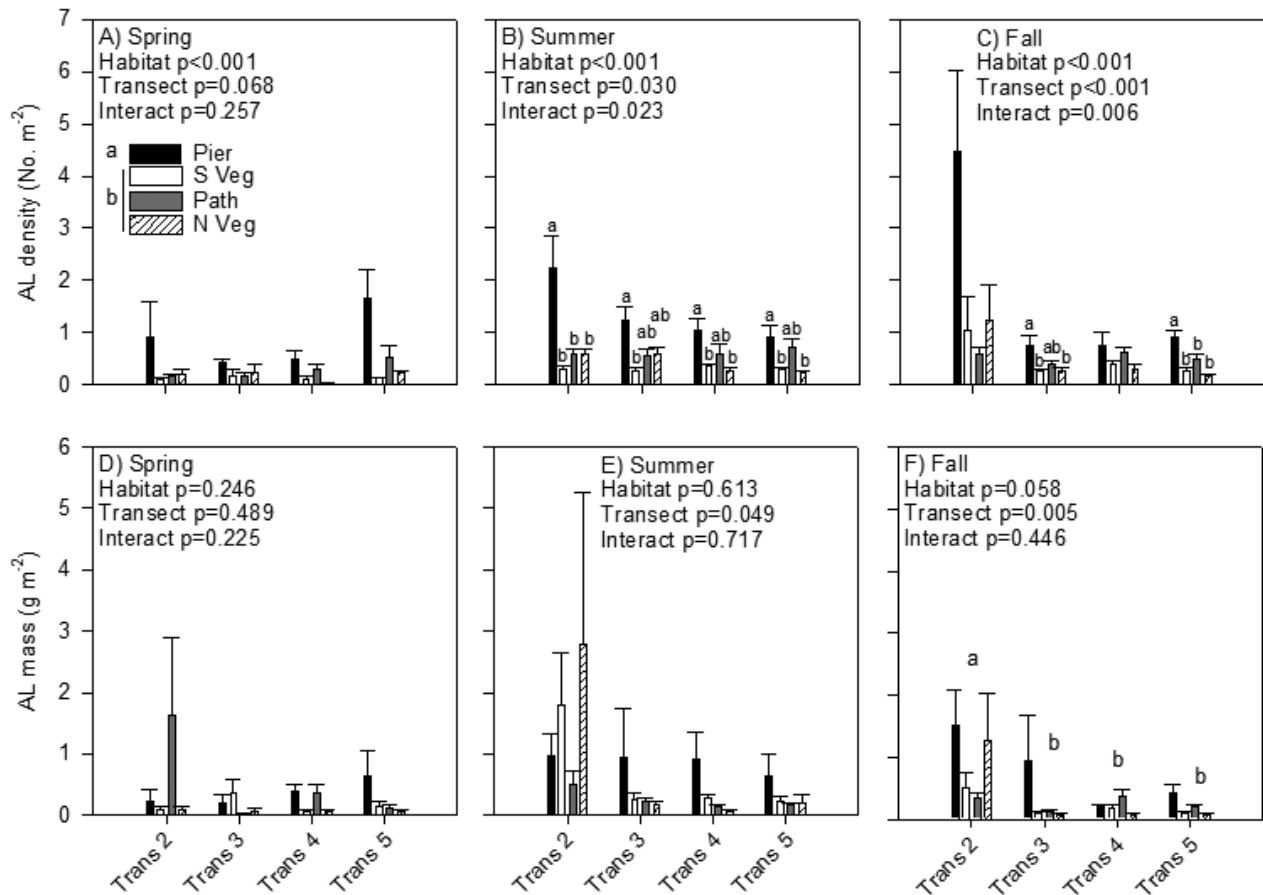 AL density (No. m-2)
7
6
5
4
3
2
1
0
A) Spring
Habitat p<0.001
Transect p=0.068
Interact p=0.257
a
Pier
S Veg
b
Path
N Veg
B) Summer
Habitat p<0.001
Transect p=0.030
Interact p=0.023
a
b b b
a
b ab ab
a
b ab b
a
b ab b
C) Fall
Habitat p<0.001
Transect p<0.001
Interact p=0.006
a
b ab b
a
b b b
AL mass (g m-2)
6
5
4
3
2
1
0
D) Spring
Habitat p=0.246
Transect p=0.489
Interact p=0.225
E) Summer
Habitat p=0.613
Transect p=0.049
Interact p=0.717
F) Fall
Habitat p=0.058
Transect p=0.005
Interact p=0.446
a
b
b
b
Trans 2
Trans 3
Trans 4
Trans 5
Trans 2
Trans 3
Trans 4
Trans 5
Trans 2
Trans 3
Trans 4
Trans 5